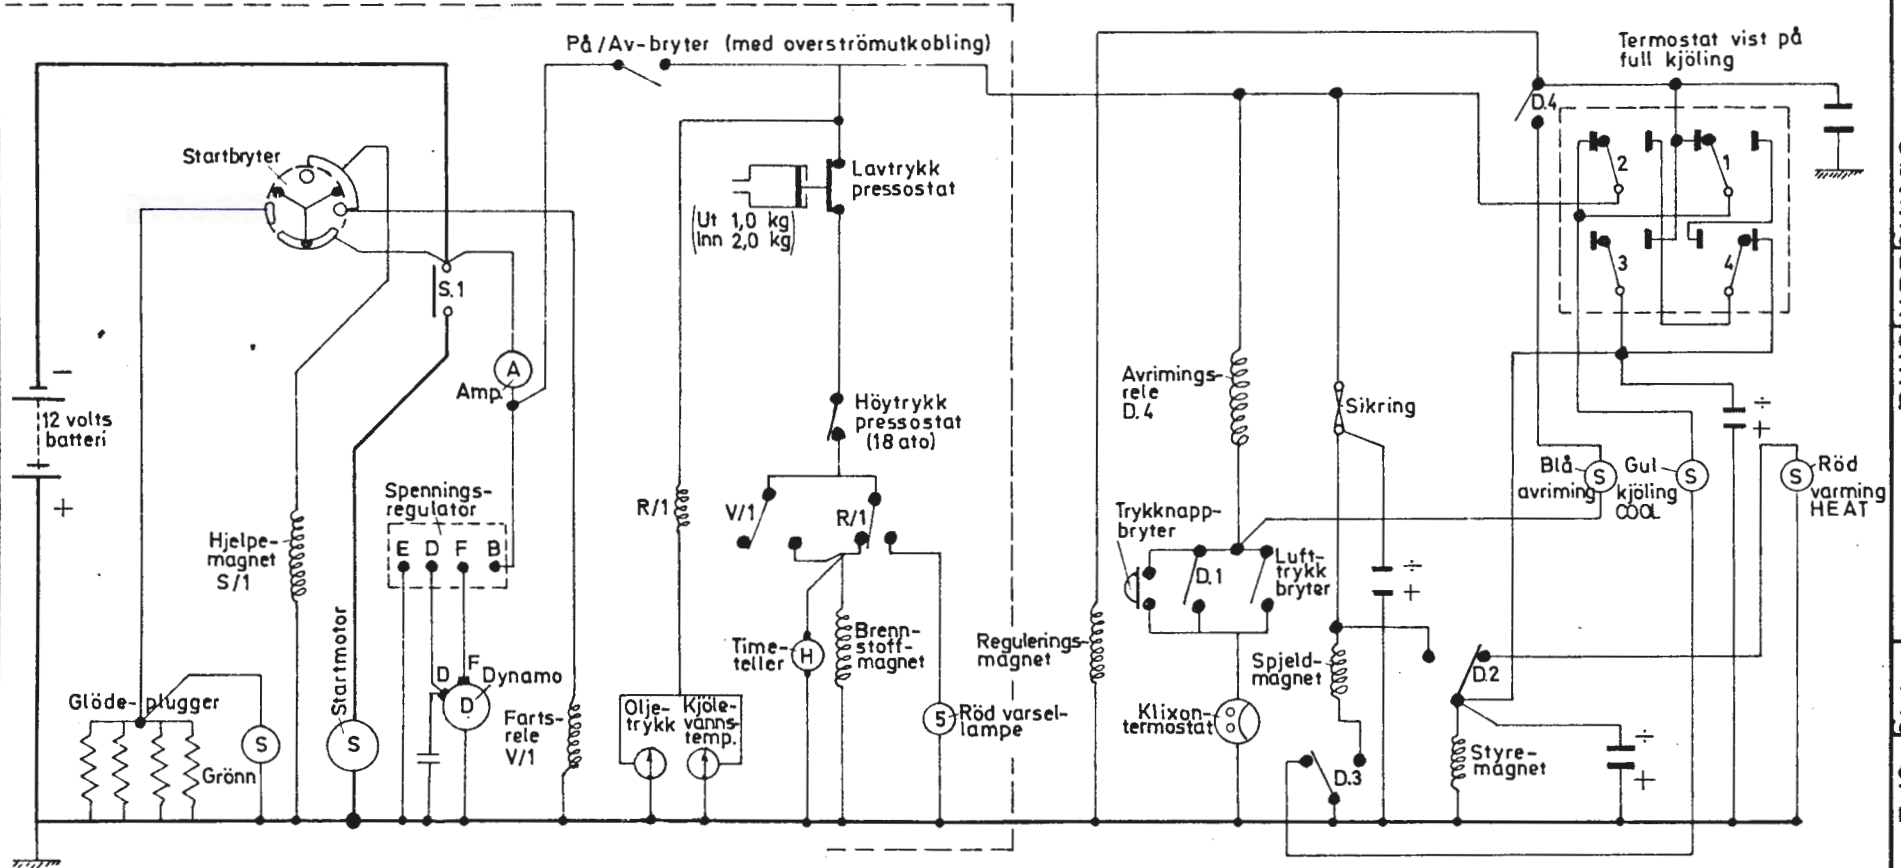 På/Av-bryter (med overströmutkobling)
Termostat vist på
full kjöling
D.4
Startbryter
2
1
Lavtrykk
pressostat
(Ut 1,0 kg)
(Inn 2,0 kg)
3
4
S.1
A
Amp.
−
12 volts
batteri
+
Avrimings-
rele
D.4
Sikring
Höytrykk
pressostat
(18 ato)
÷
+
Blå
avriming
S
Gul
kjöling
COOL
S
S
Röd
varming
HEAT
Spennings-
regulator
E D F B
R/1
V/1
R/1
Trykknapp-
bryter
D.1
Luft-
trykk
bryter
÷
+
Hjelpe-
magnet
S/1
Startmotor
S
D F
Dynamo
D
Farts-
rele
V/1
Time-
teller
H
Brenn-
stoff-
magnet
Regulerings-
magnet
Spjeld-
magnet
D.2
Glöde-plugger
S
Grönn
Olje-
trykk
Kjöle-
vanns-
temp.
5
Röd varsel-
lampe
Klixon-
termostat
D.3
Styre-
magnet
÷
+